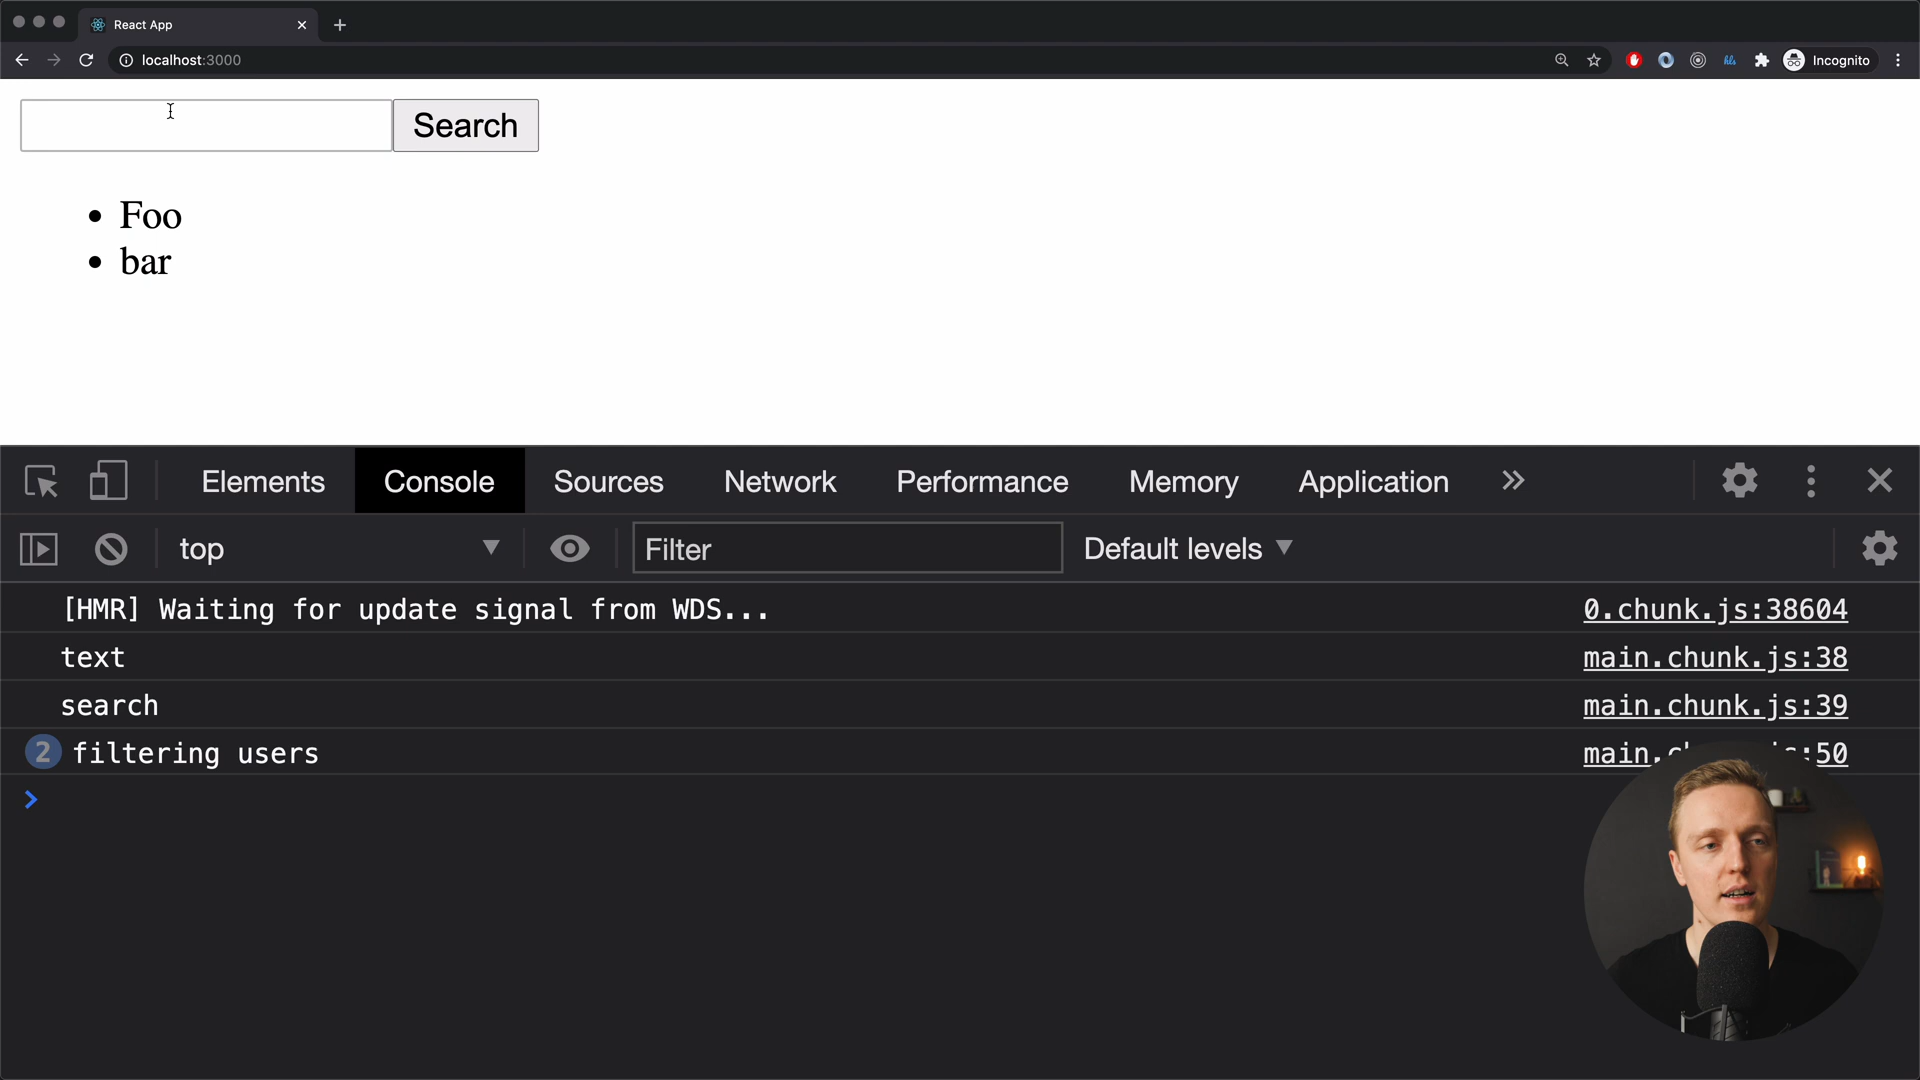 React App
localhost:3000
Incognito
Search
Foo
bar
Elements Console Sources Network Performance Memory Application
top Filter Default levels
[HMR] Waiting for update signal from WDS... 0.chunk.js:38604
text main.chunk.js:38
search main.chunk.js:39
2 filtering users :50